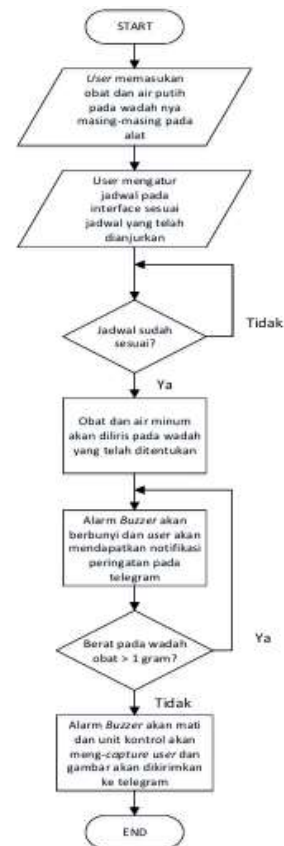 START
User memasukan
obat dan air putih
pada wadah nya
masing-masing pada
alat
User mengatur
jadwal pada
interface sesuai
jadwal yang telah
dianjurkan
Jadwal sudah
sesuai?
Tidak
Ya
Obat dan air minum
akan diliris pada wadah
yang telah ditentukan
Alarm Buzzer akan
berbunyi dan user akan
mendapatkan notifikasi
peringatan pada
telegram
Berat pada wadah
obat > 1 gram?
Ya
Tidak
Alarm Buzzer akan mati
dan unit kontrol akan
meng-capture user dan
gambar akan dikirimkan
ke telegram
END